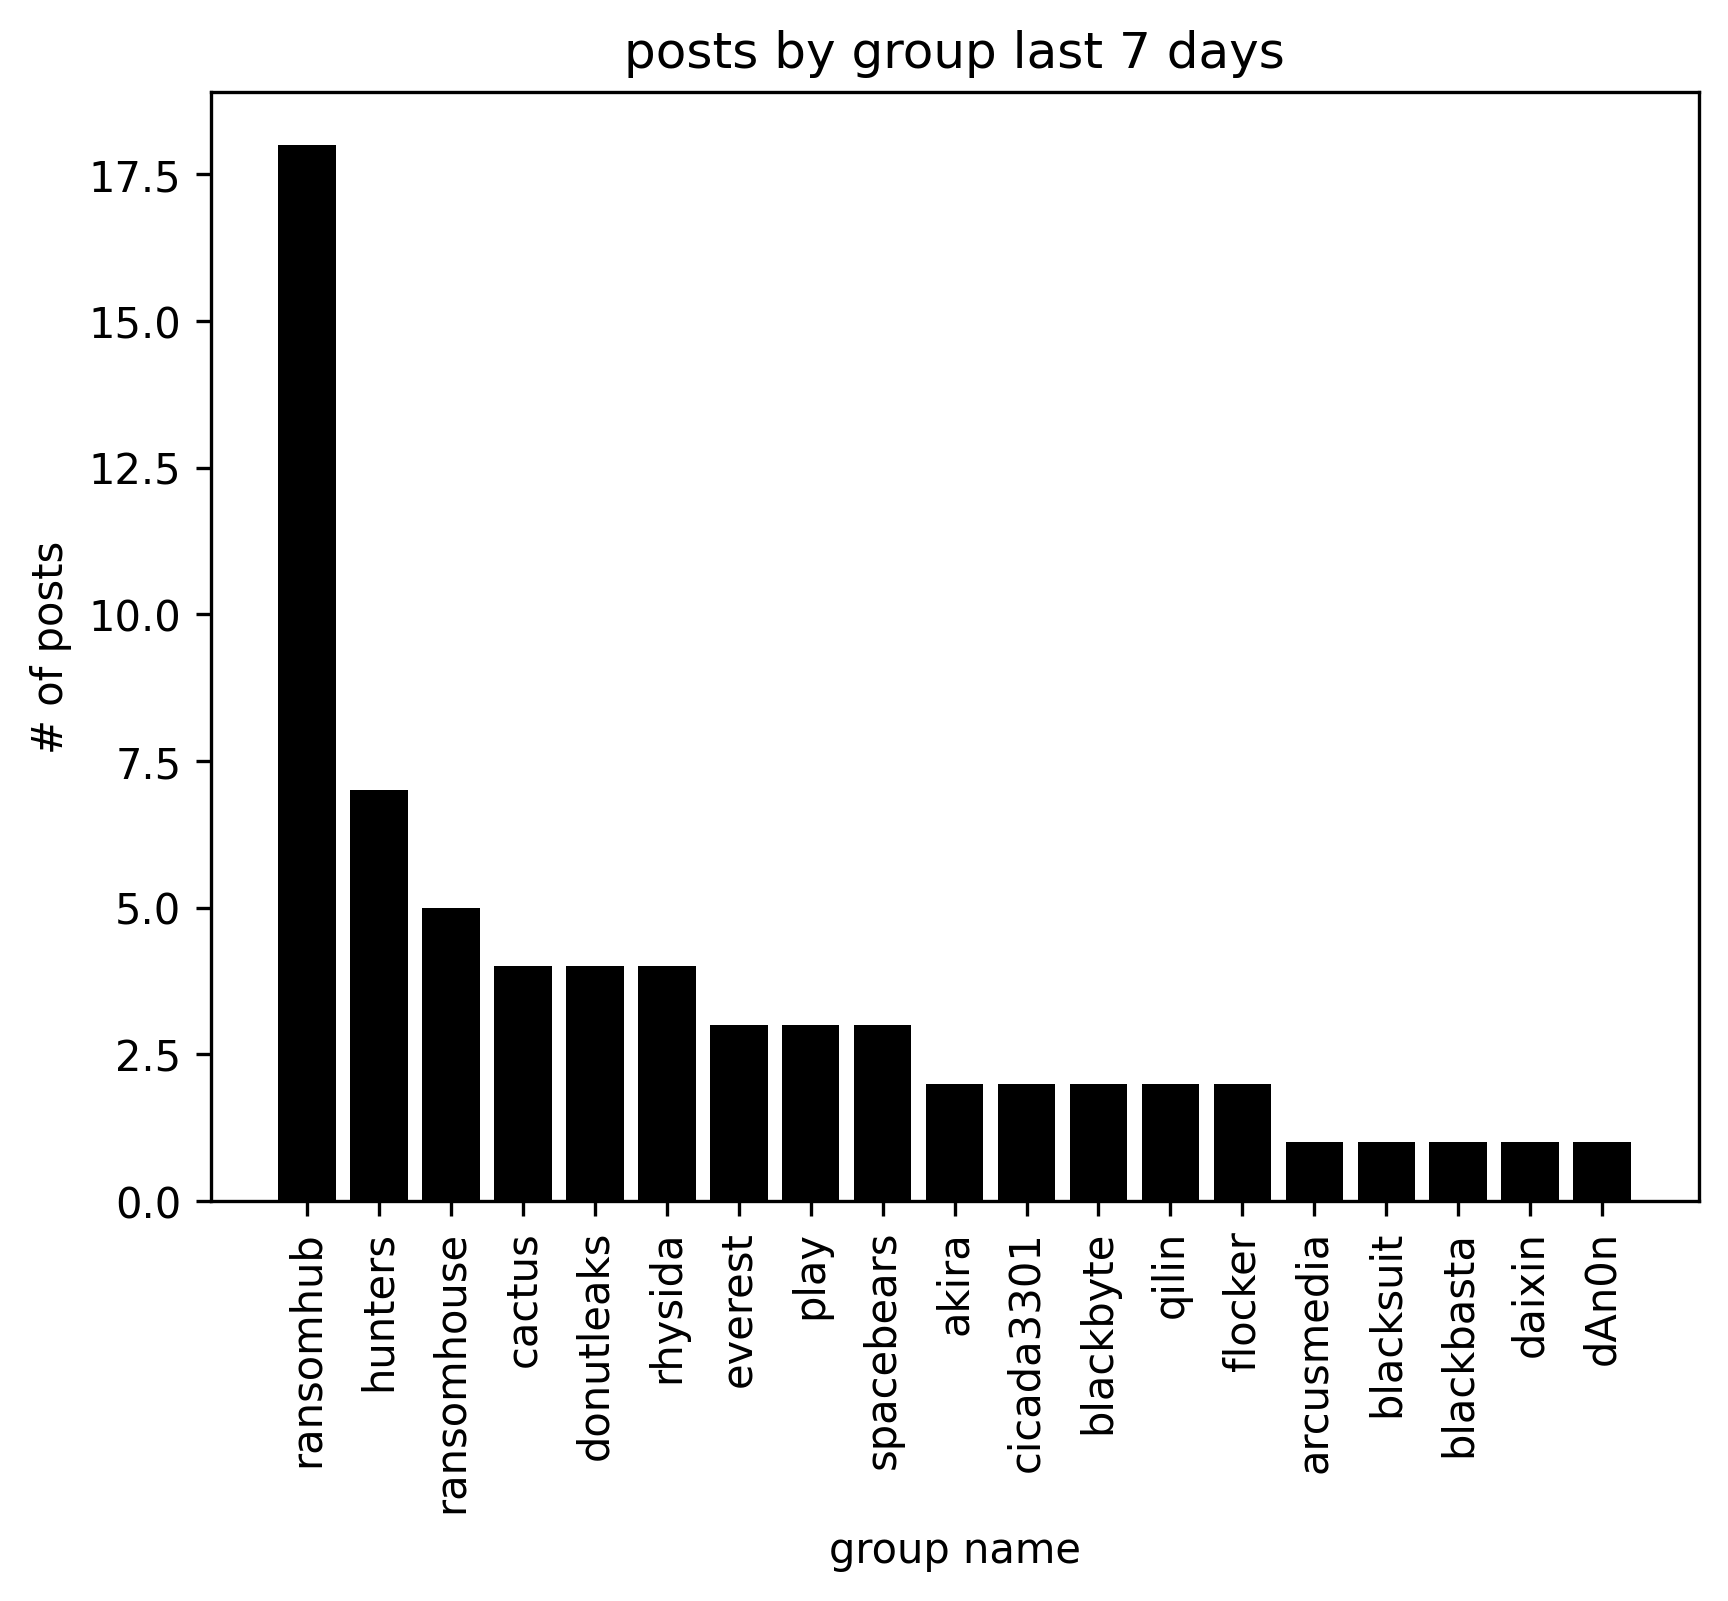 posts by group last 7 days
# of posts
17.5
15.0
12.5
10.0
7.5
5.0
2.5
0.0
ransomhub
hunters
ransomhouse
cactus
donutleaks
rhysida
everest
play
spacebears
akira
cicada3301
blackbyte
qilin
flocker
arcusmedia
blacksuit
blackbasta
daixin
dAn0n
group name